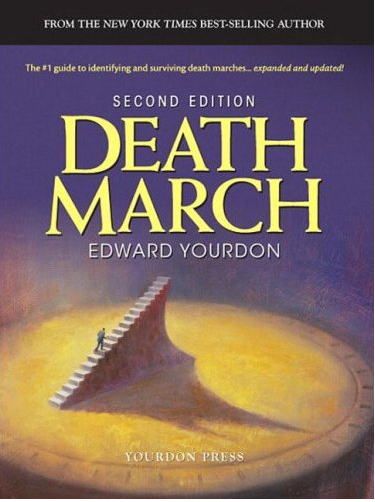 FROM THE NEW YORK TIMES BEST-SELLING AUTHOR
The #1 guide to identifying and surviving death marches... expanded and updated!
SECOND EDITION
DEATH
MARCH
EDWARD YOURDON
YOURDON PRESS